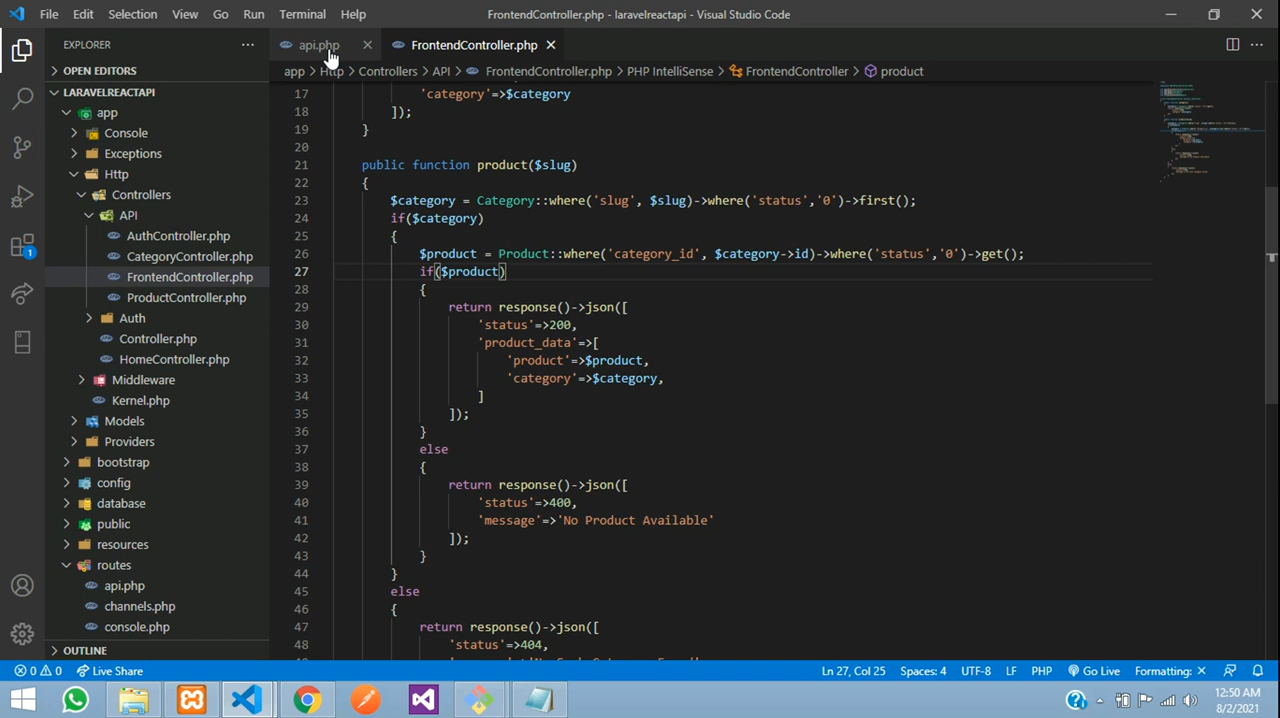 File Edit Selection View Go Run Terminal Help FrontendController.php - laravelreactapi - Visual Studio Code
EXPLORER
api.php
FrontendController.php
OPEN EDITORS
app > Http > Controllers > API > FrontendController.php > PHP IntelliSense > FrontendController > product
LARAVELREACTAPI
app
Console
Exceptions
Http
Controllers
API
AuthController.php
CategoryController.php
FrontendController.php
ProductController.php
Auth
Controller.php
HomeController.php
Middleware
Kernel.php
Models
Providers
bootstrap
config
database
public
resources
routes
api.php
channels.php
console.php
OUTLINE
1
17 'category'=>$category
18 ]);
19 }
20
21 public function product($slug)
22 {
23 $category = Category::where('slug', $slug)->where('status','0')->first();
24 if($category)
25 {
26 $product = Product::where('category_id', $category->id)->where('status','0')->get();
27 if($product)
28 {
29 return response()->json([
30 'status'=>200,
31 'product_data'=>[
32 'product'=>$product,
33 'category'=>$category,
34 ]
35 ]);
36 }
37 else
38 {
39 return response()->json([
40 'status'=>400,
41 'message'=>'No Product Available'
42 ]);
43 }
44 }
45 else
46 {
47 return response()->json([
48 'status'=>404,
0 0 Live Share Ln 27, Col 25 Spaces: 4 UTF-8 LF PHP Go Live Formatting: ×
12:50 AM
8/2/2021